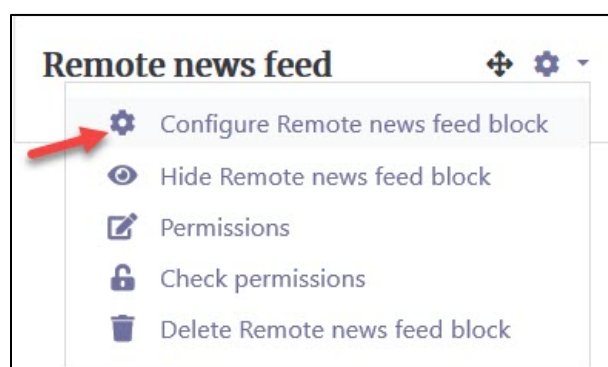 Remote news feed
Configure Remote news feed block
Hide Remote news feed block
Permissions
Check permissions
Delete Remote news feed block